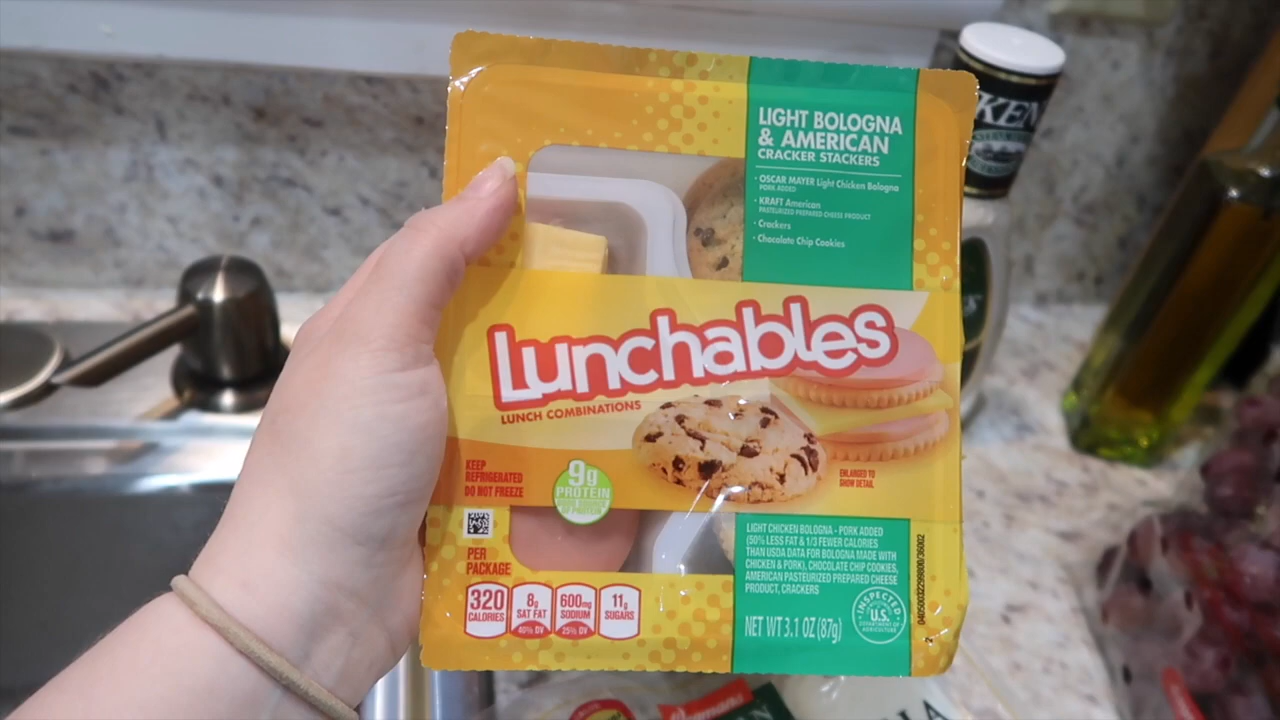 LIGHT BOLOGNA
& AMERICAN
CRACKER STACKERS
• OSCAR MAYER Light Chicken Bologna
PORK ADDED
• KRAFT American
PASTEURIZED PREPARED CHEESE PRODUCT
• Crackers
• Chocolate Chip Cookies
KEN
Lunchables
LUNCH COMBINATIONS
KEEP
REFRIGERATED
DO NOT FREEZE
9g
PROTEIN
ENLARGED TO
SHOW DETAIL
PER
PACKAGE
320
CALORIES
8g
SAT FAT
40% DV
600mg
SODIUM
25% DV
11g
SUGARS
LIGHT CHICKEN BOLOGNA - PORK ADDED
(50% LESS FAT & 1/3 FEWER CALORIES
THAN USDA DATA FOR BOLOGNA MADE WITH
CHICKEN & PORK), CHOCOLATE CHIP COOKIES,
AMERICAN PASTEURIZED PREPARED CHEESE
PRODUCT, CRACKERS
NET WT 3.1 OZ (87g)
INSPECTED
U.S.
DEPARTMENT OF
AGRICULTURE